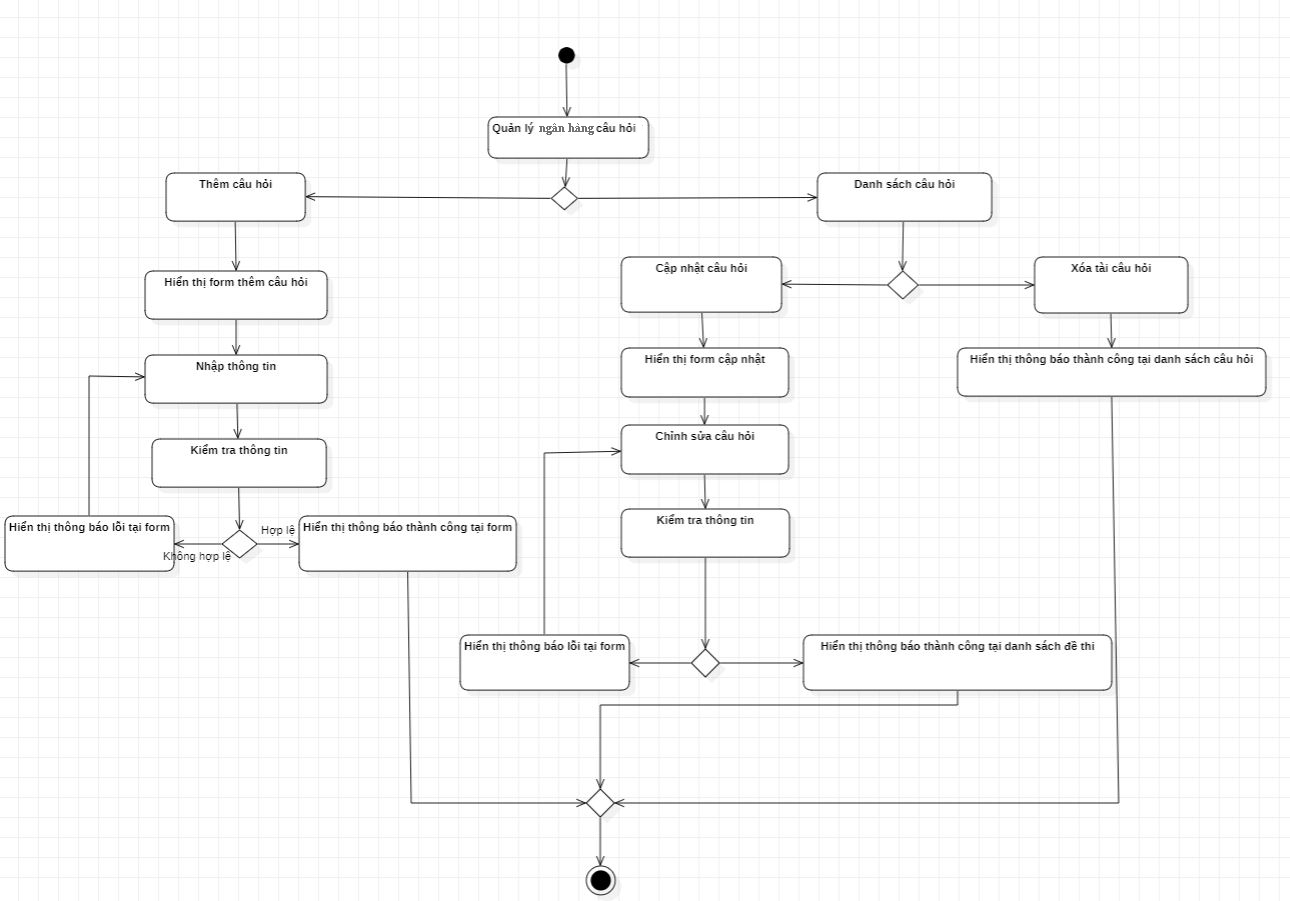 Quản lý ngân hàng câu hỏi
Thêm câu hỏi
Danh sách câu hỏi
Cập nhật câu hỏi
Xóa tài câu hỏi
Hiển thị form thêm câu hỏi
Hiển thị form cập nhật
Hiển thị thông báo thành công tại danh sách câu hỏi
Nhập thông tin
Chỉnh sửa câu hỏi
Kiểm tra thông tin
Kiểm tra thông tin
Hiển thị thông báo lỗi tại form
Hợp lệ
Hiển thị thông báo thành công tại form
Không hợp lệ
Hiển thị thông báo lỗi tại form
Hiển thị thông báo thành công tại danh sách đề thi